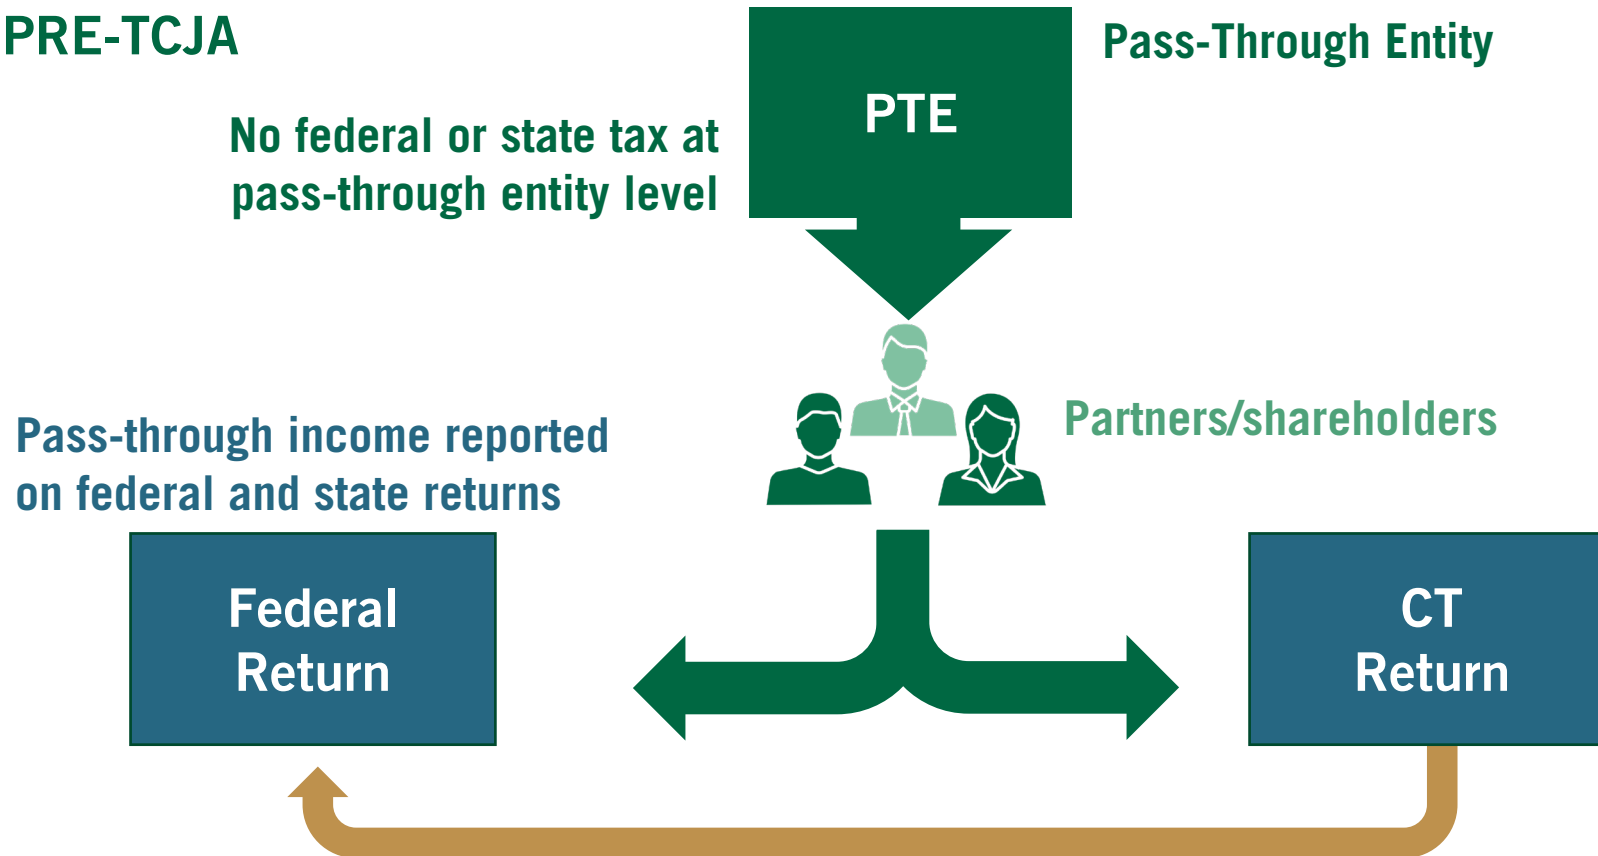 PRE-TCJA
Pass-Through Entity
PTE
No federal or state tax at
pass-through entity level
Partners/shareholders
Pass-through income reported
on federal and state returns
Federal
Return
CT
Return